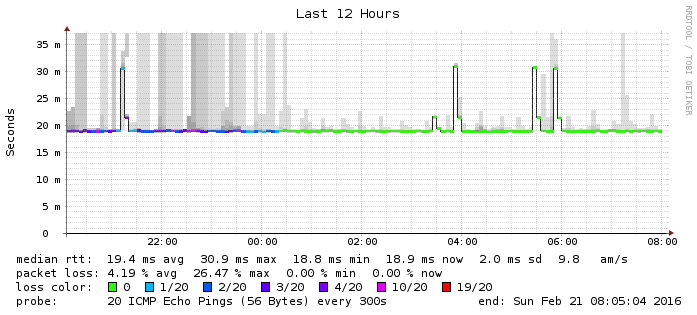 Last 12 Hours
RRDTOOL / TOBI OETIKER
Seconds
35 m
30 m
25 m
20 m
15 m
10 m
5 m
0
22:00 00:00 02:00 04:00 06:00 08:00
median rtt: 19.4 ms avg 30.9 ms max 18.8 ms min 18.9 ms now 2.0 ms sd 9.8 am/s
packet loss: 4.19 % avg 26.47 % max 0.00 % min 0.00 % now
loss color: 0 1/20 2/20 3/20 4/20 10/20 19/20
probe: 20 ICMP Echo Pings (56 Bytes) every 300s end: Sun Feb 21 08:05:04 2016